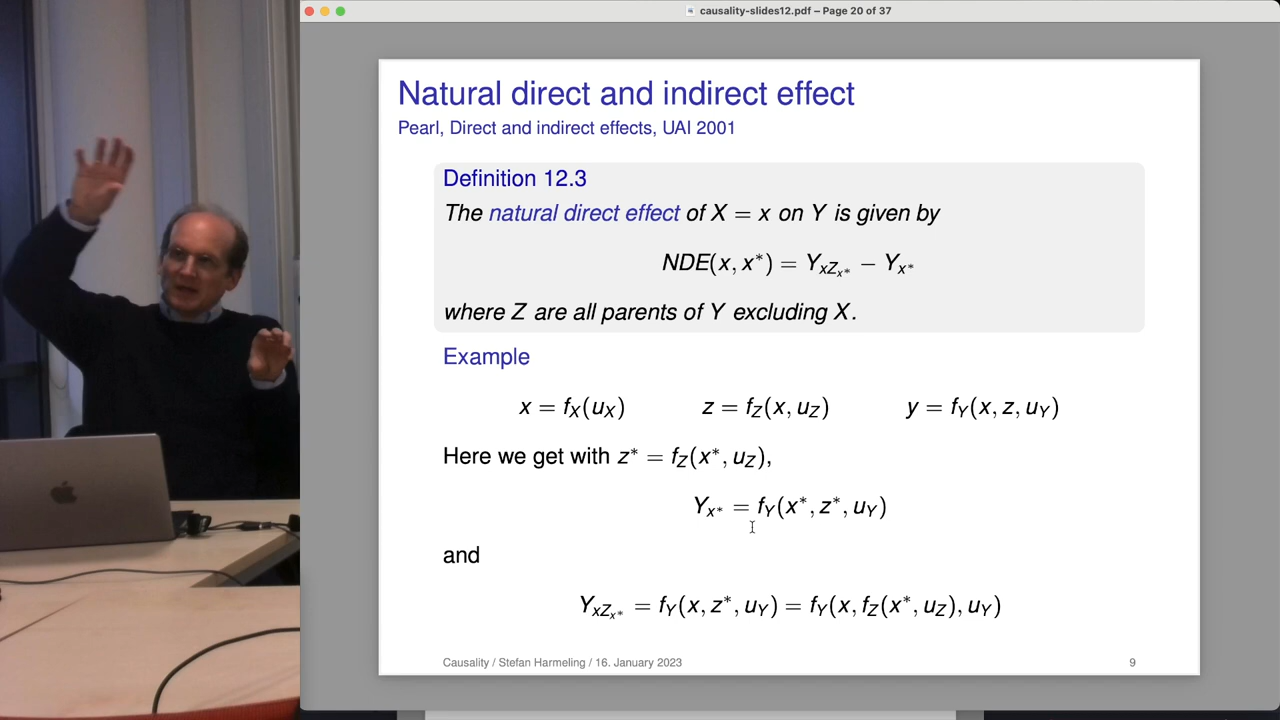 causality-slides12.pdf – Page 20 of 37
Natural direct and indirect effect
Pearl, Direct and indirect effects, UAI 2001
Definition 12.3
The natural direct effect of X = x on Y is given by
NDE(x, x*) = Y_{xZ_{x*}} − Y_{x*}
where Z are all parents of Y excluding X.
Example
x = f_X(u_X) z = f_Z(x, u_Z) y = f_Y(x, z, u_Y)
Here we get with z* = f_Z(x*, u_Z),
Y_{x*} = f_Y(x*, z*, u_Y)
and
Y_{xZ_{x*}} = f_Y(x, z*, u_Y) = f_Y(x, f_Z(x*, u_Z), u_Y)
Causality / Stefan Harmeling / 16. January 2023 9